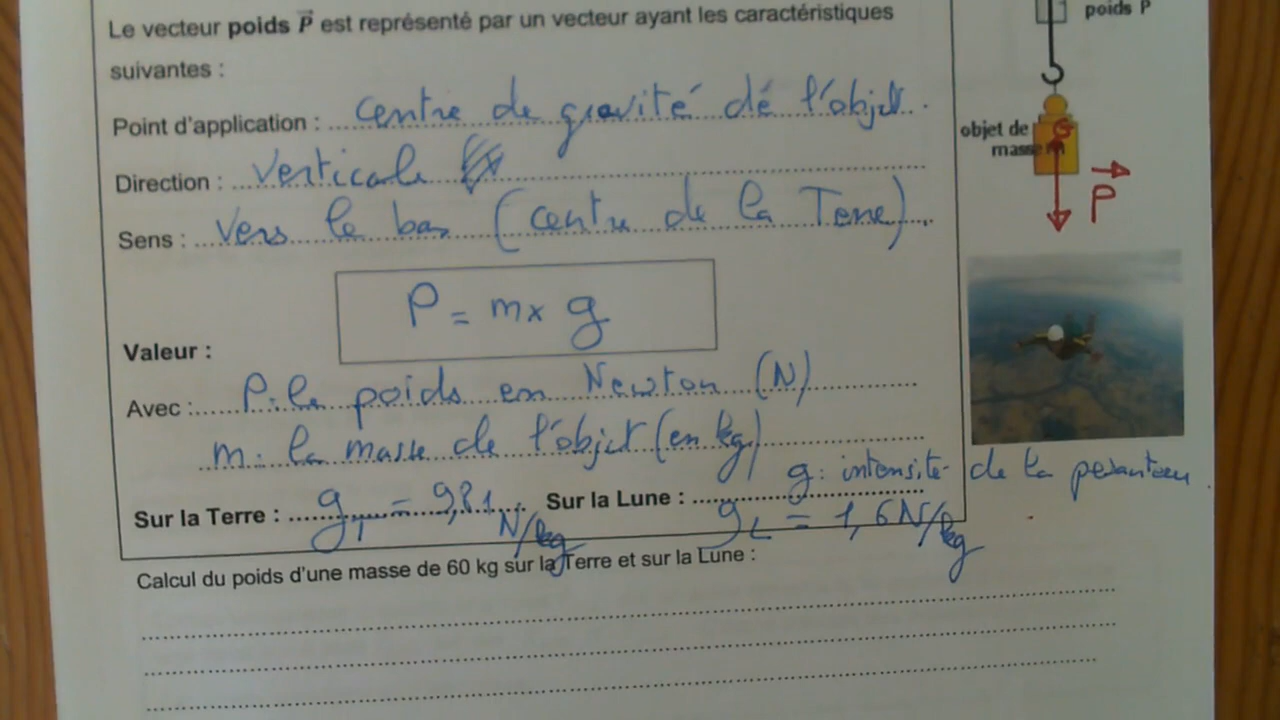 Le vecteur poids P est représenté par un vecteur ayant les caractéristiques
suivantes :
Point d'application : centre de gravité de l'objet.
Direction : verticale
Sens : vers le bas (centre de la Terre)
P = m x g
Valeur :
Avec : P : le poids en Newton (N)
m : la masse de l'objet (en kg)
g : intensité de la pesanteur.
Sur la Terre : gT = 9,81 N/kg
Sur la Lune : gL = 1,6 N/kg
Calcul du poids d'une masse de 60 kg sur la Terre et sur la Lune :
poids P
objet de
masse m
G
P